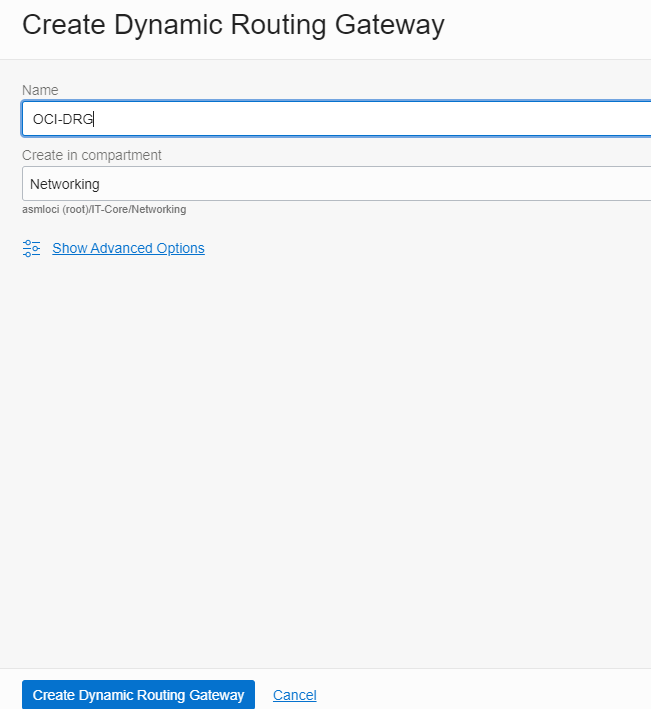 Create Dynamic Routing Gateway
Name
OCI-DRG
Create in compartment
Networking
asmloci (root)/IT-Core/Networking
Show Advanced Options
Create Dynamic Routing Gateway Cancel